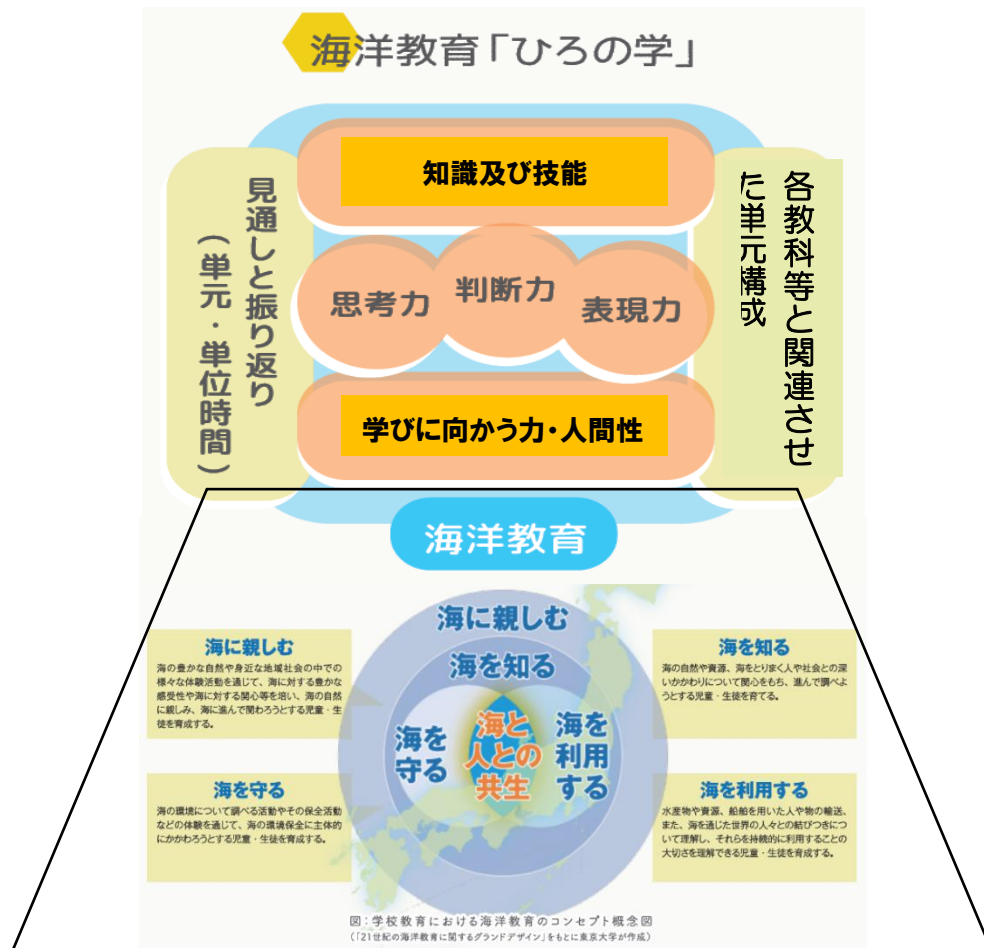 海洋教育「ひろの学」
知識及び技能
見通しと振り返り
(単元・単位時間)
各教科等と関連させ
た単元構成
思考力
判断力
表現力
学びに向かう力・人間性
海洋教育
海に親しむ
海を知る
海を
守る
海と
人との
共生
海を
利用
する
海に親しむ
海の豊かな自然や身近な地域社会の中での
様々な体験活動を通じて、海に対する豊かな
感受性や海に対する関心等を培い、海の自然
に親しみ、海に進んで関わろうとする児童・生
徒を育成する。
海を知る
海の自然や資源、海をとりまく人や社会との深
いかかわりについて関心をもち、進んで調べよ
うとする児童・生徒を育てる。
海を守る
海の環境について調べる活動やその保全活動
などの体験を通じて、海の環境保全に主体的
にかかわろうとする児童・生徒を育成する。
海を利用する
水産物や資源、船舶を用いた人や物の輸送、
また、海を通じた世界の人々との結びつきにつ
いて理解し、それらを持続的に利用することの
大切さを理解できる児童・生徒を育成する。
図:学校教育における海洋教育のコンセプト概念図
(「21世紀の海洋教育に関するグランドデザイン」をもとに東京大学が作成)